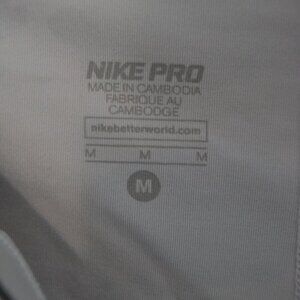 NIKE PRO
MADE IN CAMBODIA
FABRIQUE AU
CAMBODGE
nikebetterworld.com
M M M
M